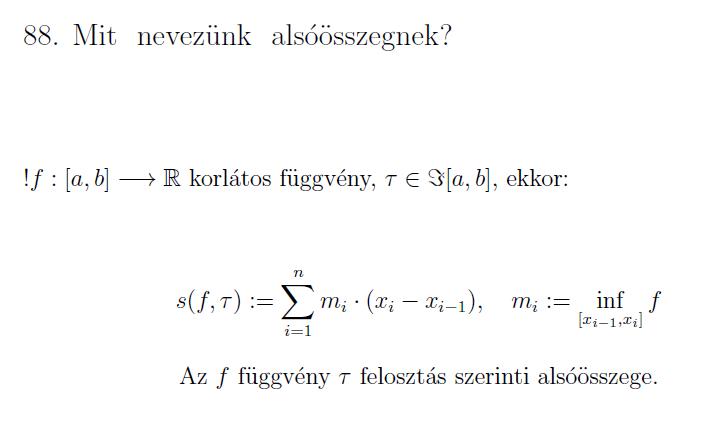 88. Mit nevezünk alsóösszegnek?
!f : [a, b] ⟶ ℝ korlátos függvény, τ ∈ ℑ[a, b], ekkor:
s(f, τ) := ∑_{i=1}^{n} m_i · (x_i − x_{i−1}), m_i := inf_{[x_{i−1},x_i]} f
Az f függvény τ felosztás szerinti alsóösszege.